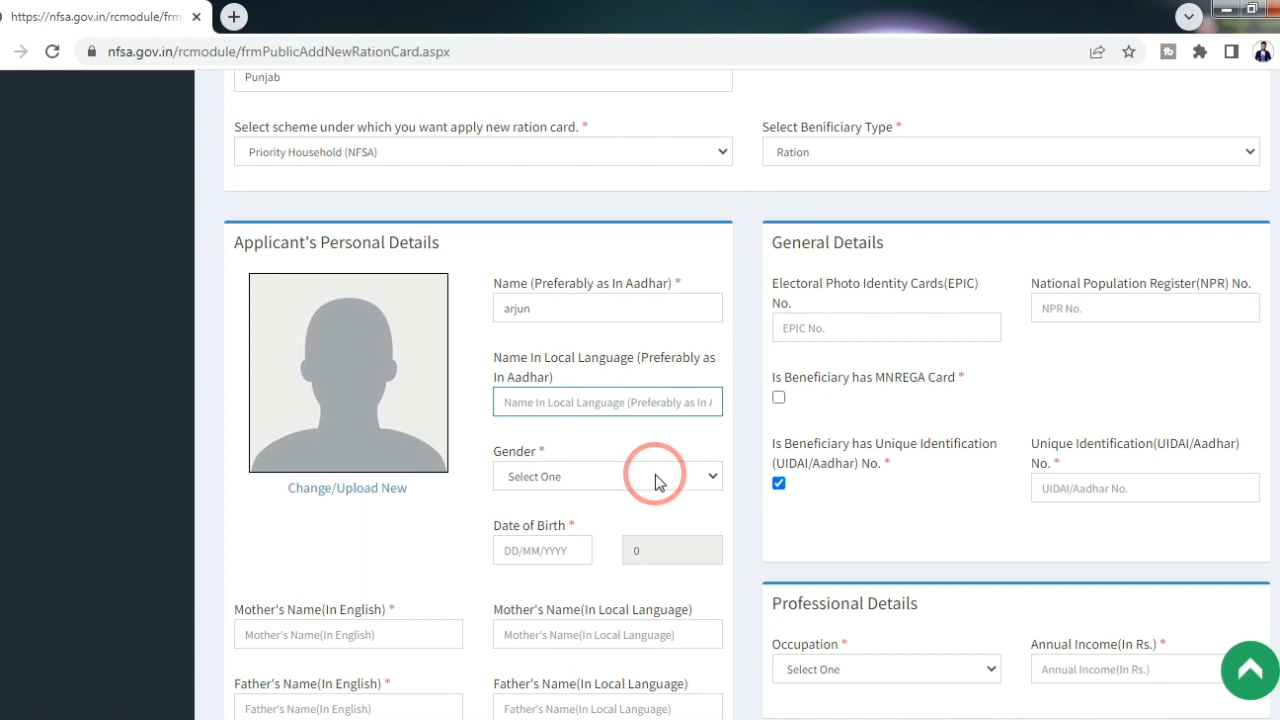 https://nfsa.gov.in/rcmodule/frm
nfsa.gov.in/rcmodule/frmPublicAddNewRationCard.aspx
Punjab
Select scheme under which you want apply new ration card. *
Select Benificiary Type *
Priority Household (NFSA)
Ration
Applicant's Personal Details
Name (Preferably as In Aadhar) *
arjun
Name In Local Language (Preferably as
In Aadhar)
Name In Local Language (Preferably as In A
Gender *
Select One
Change/Upload New
Date of Birth *
DD/MM/YYYY
0
Mother's Name(In English) *
Mother's Name(In Local Language)
Mother's Name(In English)
Mother's Name(In Local Language)
Father's Name(In English) *
Father's Name(In Local Language)
Father's Name(In English)
Father's Name(In Local Language)
General Details
Electoral Photo Identity Cards(EPIC)
No.
EPIC No.
National Population Register(NPR) No.
NPR No.
Is Beneficiary has MNREGA Card *
Is Beneficiary has Unique Identification
(UIDAI/Aadhar) No. *
Unique Identification(UIDAI/Aadhar)
No. *
UIDAI/Aadhar No.
Professional Details
Occupation *
Select One
Annual Income(In Rs.) *
Annual Income(In Rs.)